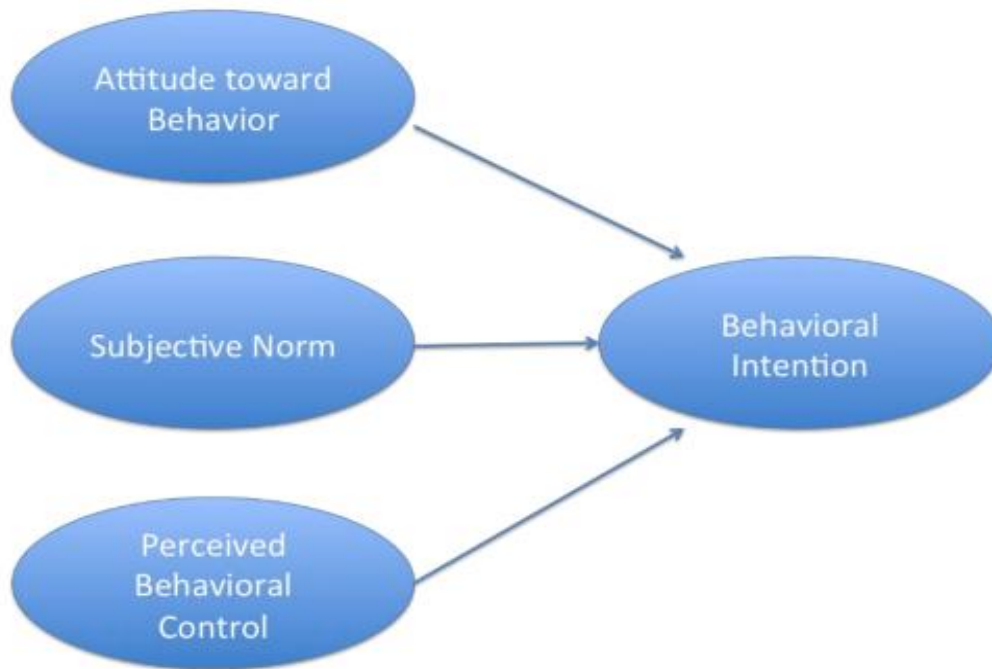 Attitude toward
Behavior
Subjective Norm
Behavioral
Intention
Perceived
Behavioral
Control